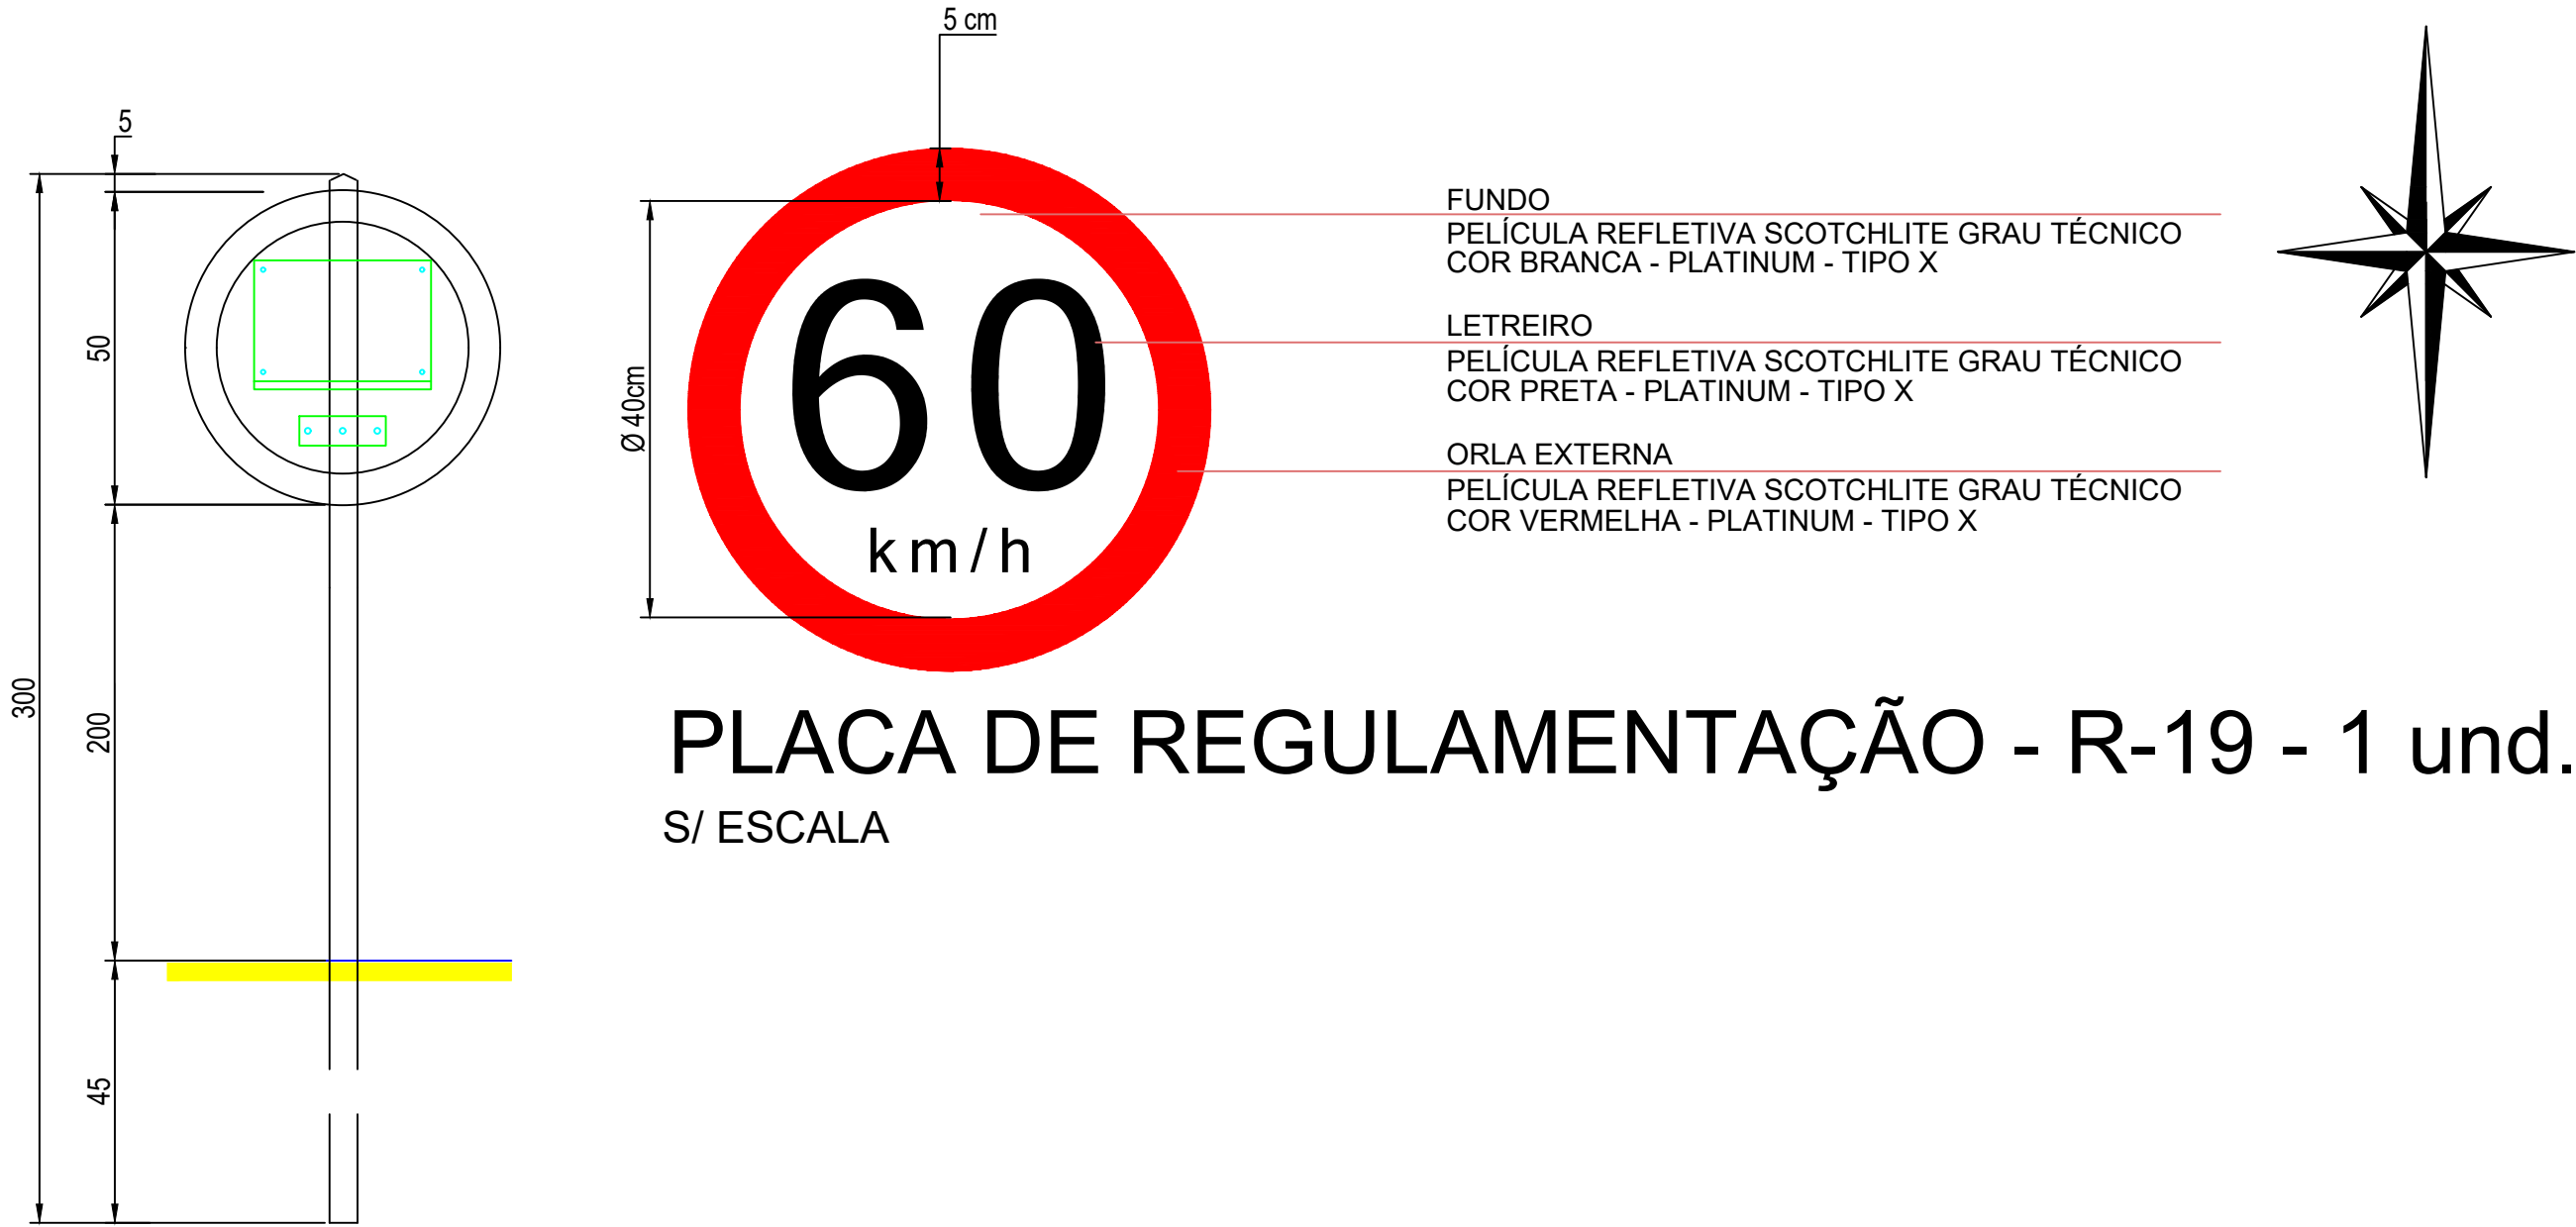 5 cm
5
300
50
200
45
Ø 40cm
60
km/h
FUNDO
PELÍCULA REFLETIVA SCOTCHLITE GRAU TÉCNICO
COR BRANCA - PLATINUM - TIPO X
LETREIRO
PELÍCULA REFLETIVA SCOTCHLITE GRAU TÉCNICO
COR PRETA - PLATINUM - TIPO X
ORLA EXTERNA
PELÍCULA REFLETIVA SCOTCHLITE GRAU TÉCNICO
COR VERMELHA - PLATINUM - TIPO X
PLACA DE REGULAMENTAÇÃO - R-19 - 1 und.
S/ ESCALA